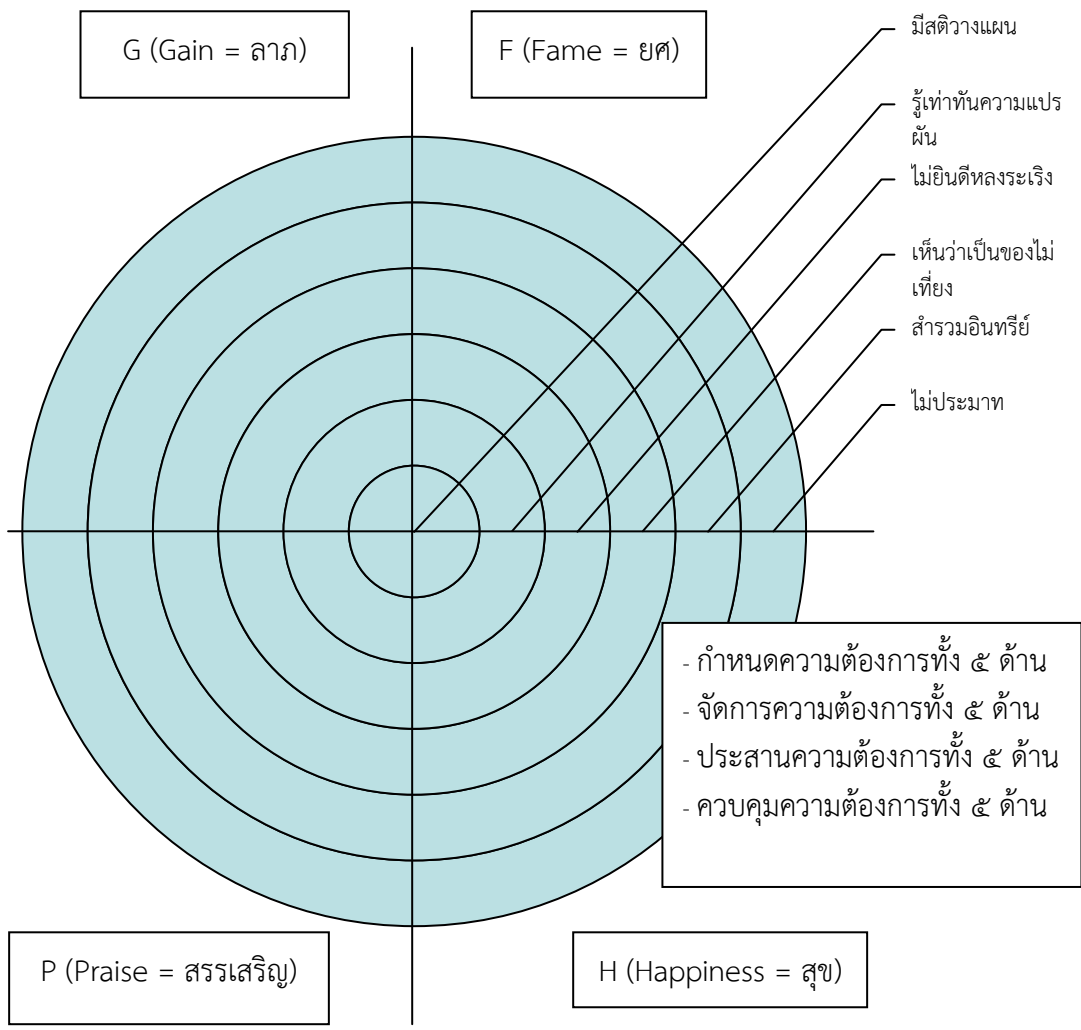 G (Gain = ลาภ)
F (Fame = ยศ)
มีสติวางแผน
รู้เท่าทันความแปร
ผัน
ไม่ยินดีหลงระเริง
เห็นว่าเป็นของไม่
เที่ยง
สำรวมอินทรีย์
ไม่ประมาท
- กำหนดความต้องการทั้ง ๕ ด้าน
- จัดการความต้องการทั้ง ๕ ด้าน
- ประสานความต้องการทั้ง ๕ ด้าน
- ควบคุมความต้องการทั้ง ๕ ด้าน
P (Praise = สรรเสริญ)
H (Happiness = สุข)